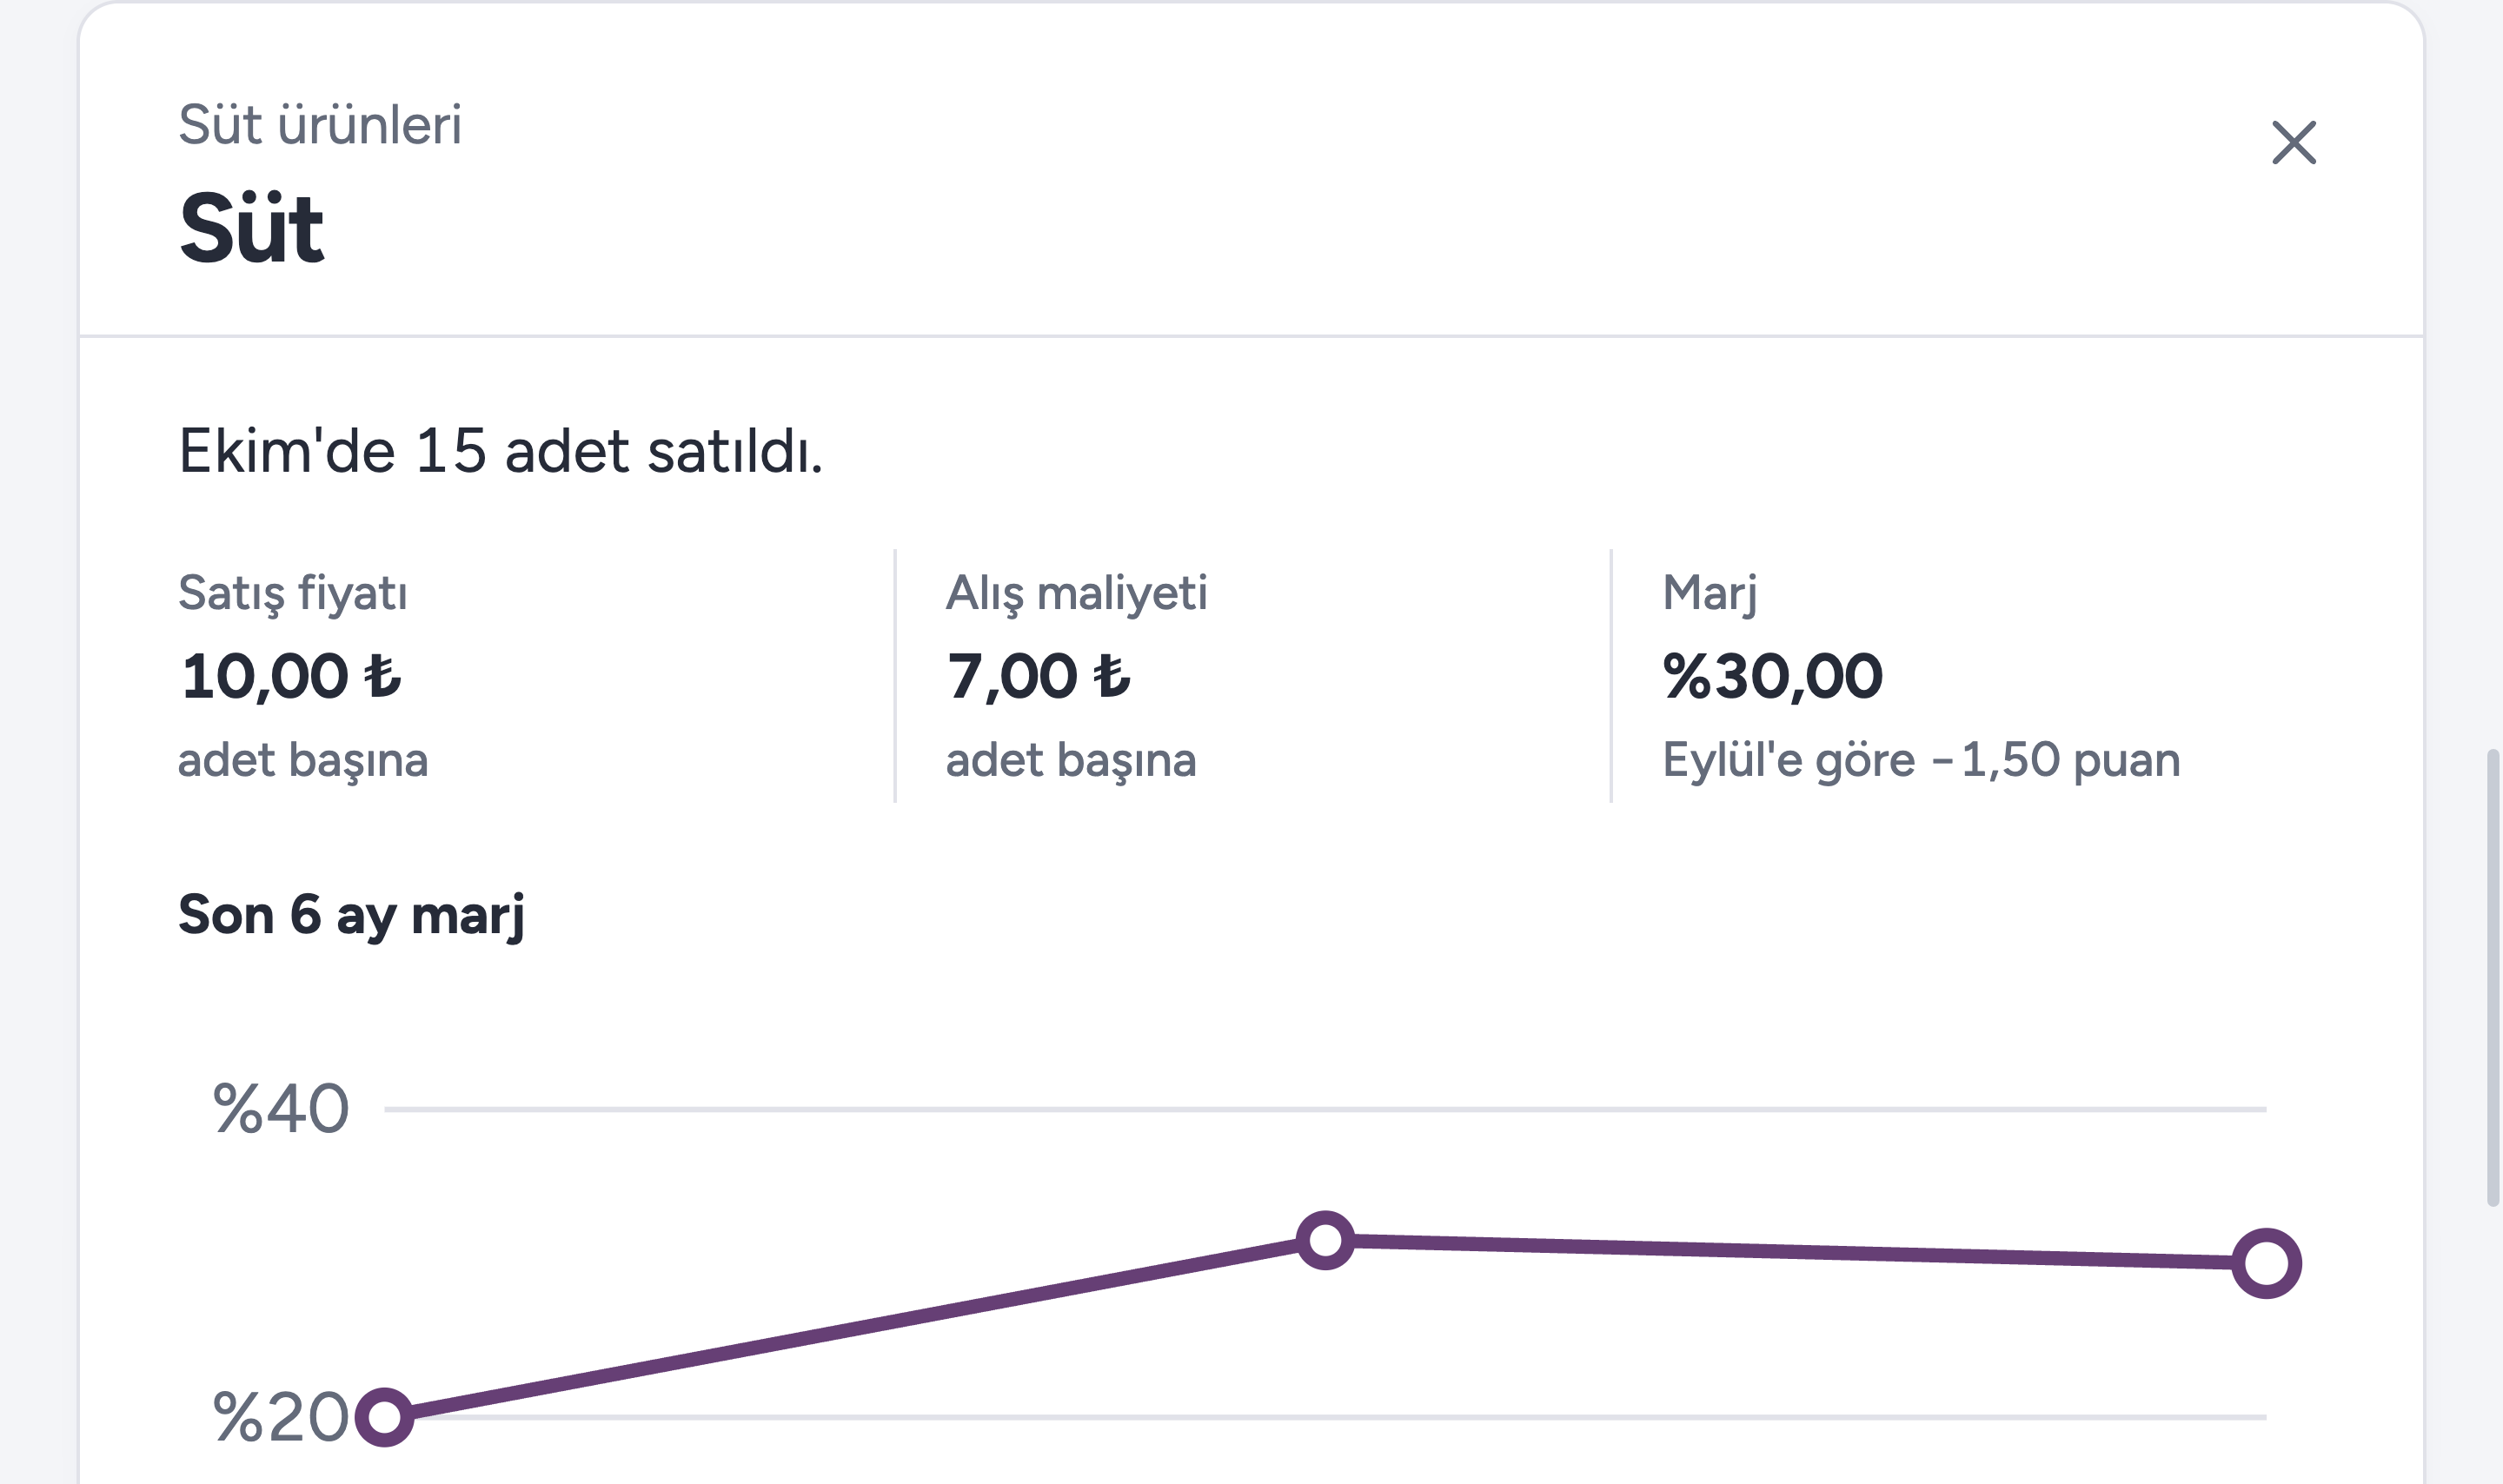 Süt ürünleri
Süt
Ekim'de 15 adet satıldı.
Satış fiyatı
10,00 ₺
adet başına
Alış maliyeti
7,00 ₺
adet başına
Marj
%30,00
Eylül'e göre −1,50 puan
Son 6 ay marj
%40
%20